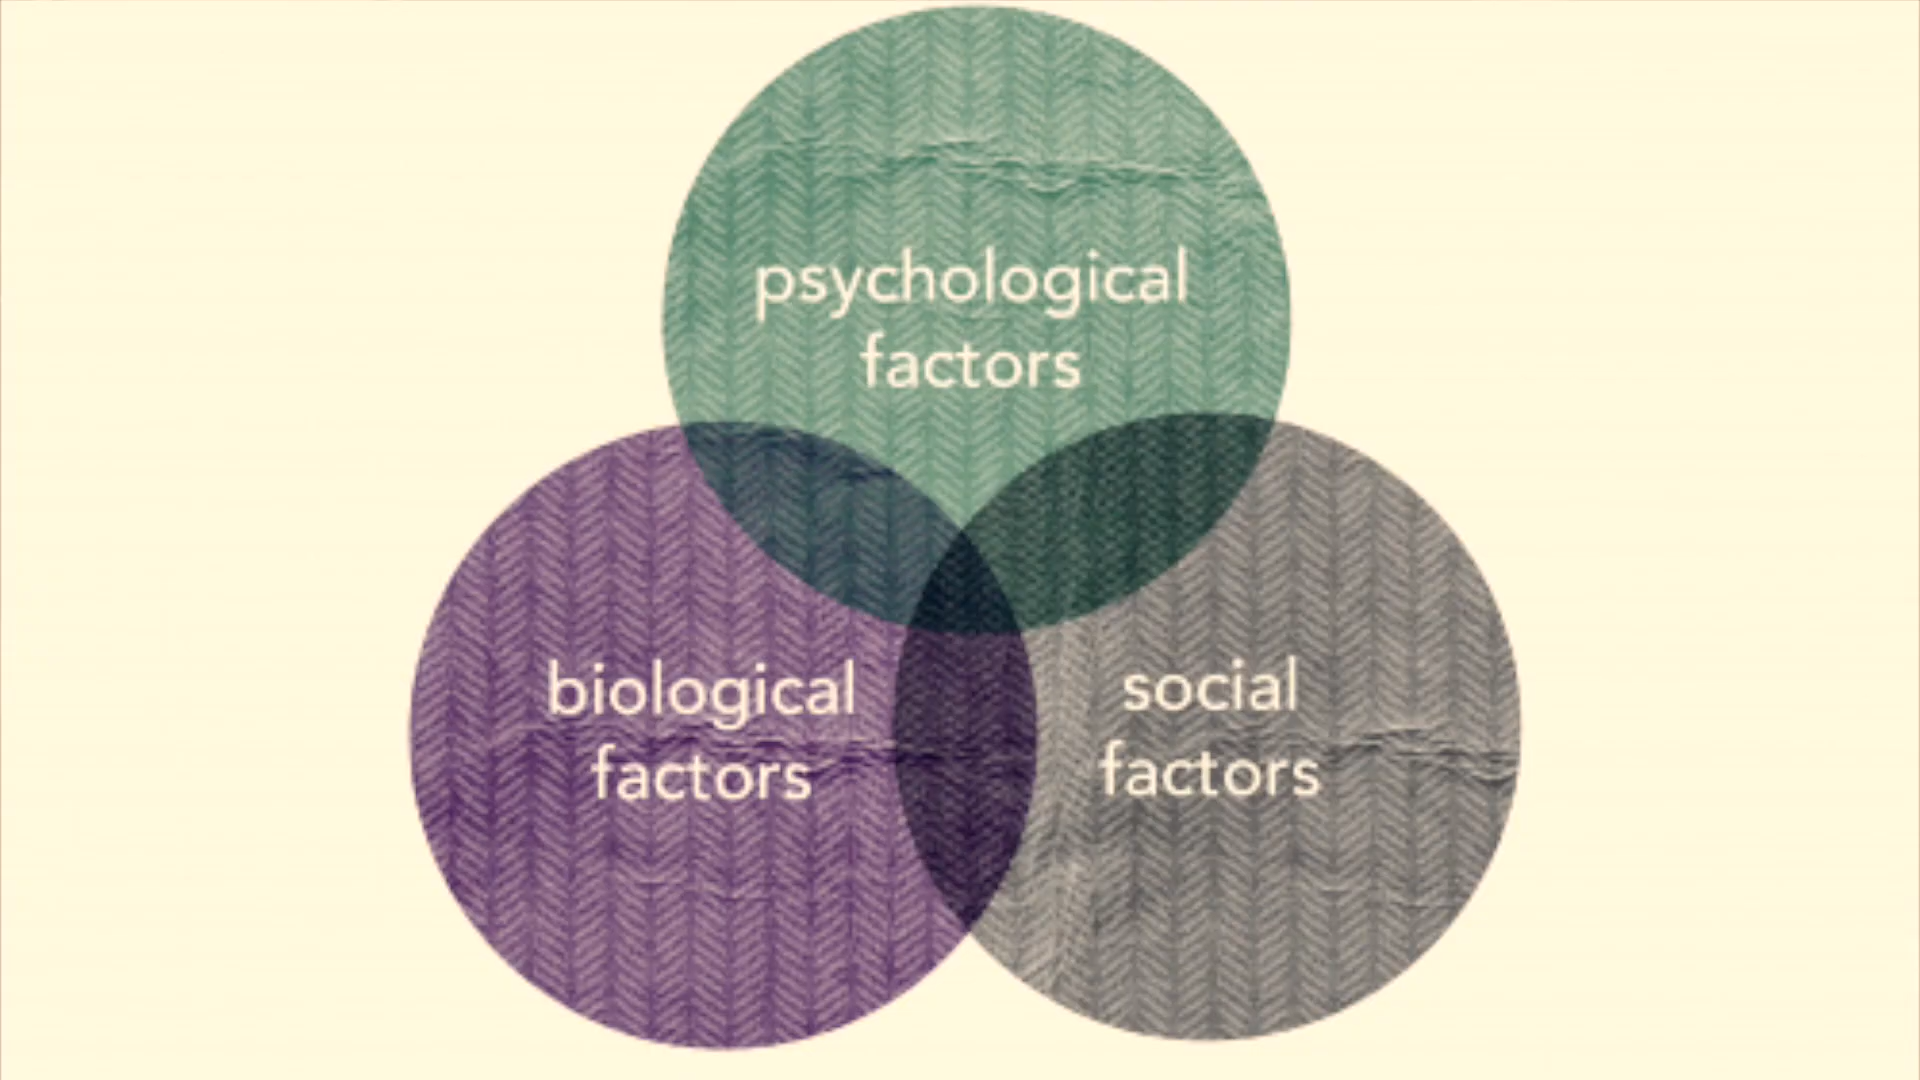 psychological
factors
biological
factors
social
factors